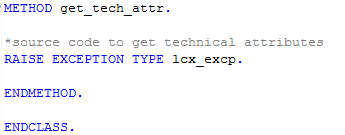 METHOD get_tech_attr.
*source code to get technical attributes
RAISE EXCEPTION TYPE lcx_excp.
ENDMETHOD.
ENDCLASS.